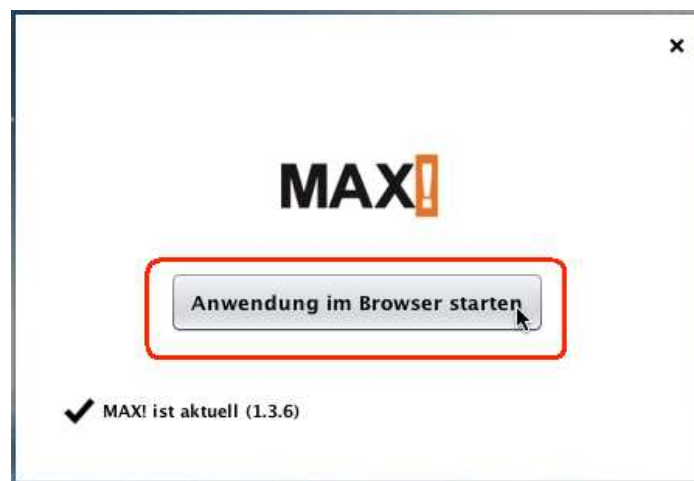 MAX!
Anwendung im Browser starten
MAX! ist aktuell (1.3.6)